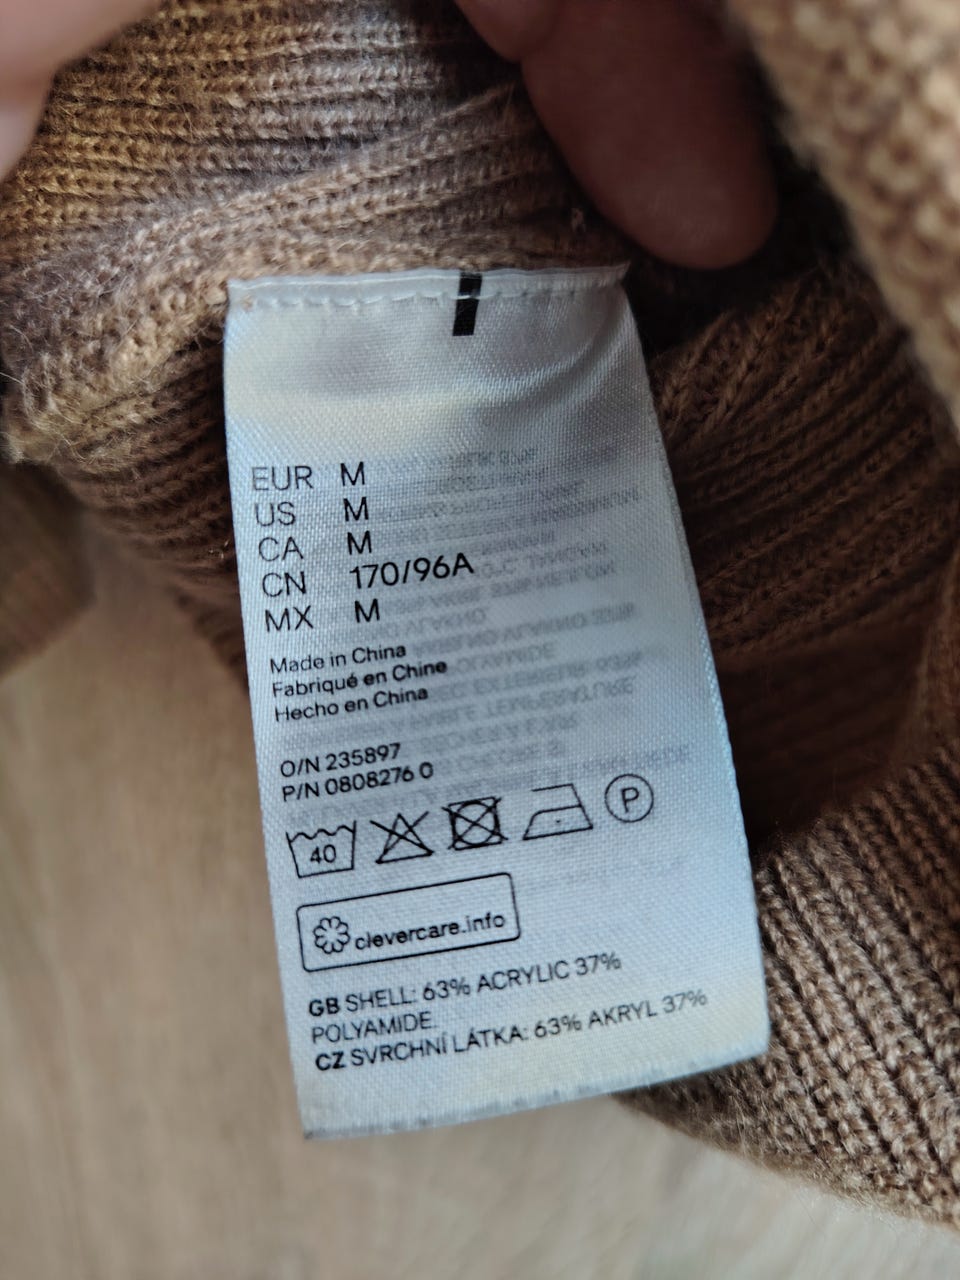 EUR M
US M
CA M
CN 170/96A
MX M
Made in China
Fabriqué en Chine
Hecho en China
O/N 235897
P/N 0808276 0
40 P
clevercare.info
GB SHELL: 63% ACRYLIC 37%
POLYAMIDE.
CZ SVRCHNÍ LÁTKA: 63% AKRYL 37%